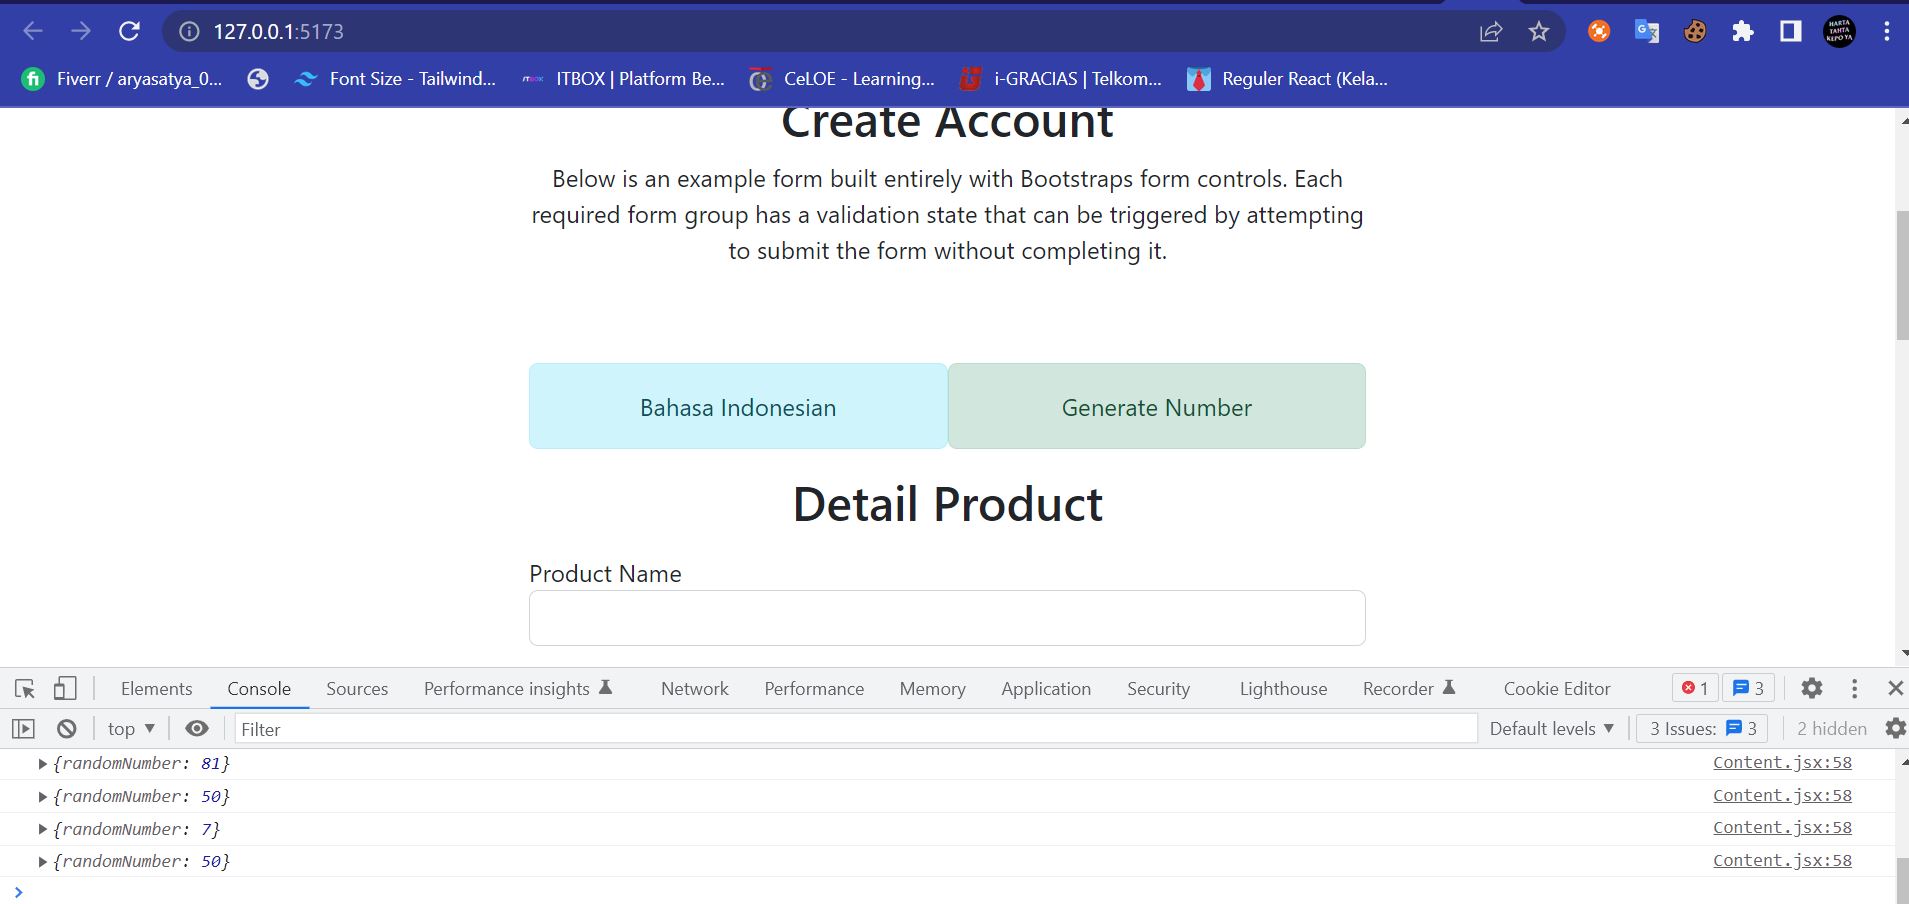 127.0.0.1:5173
HARTA
TAHTA
KEPO YA
Fiverr / aryasatya_0...
Font Size - Tailwind...
ITBOX | Platform Be...
CeLOE - Learning...
i-GRACIAS | Telkom...
Reguler React (Kela...
Create Account
Below is an example form built entirely with Bootstraps form controls. Each
required form group has a validation state that can be triggered by attempting
to submit the form without completing it.
Bahasa Indonesian
Generate Number
Detail Product
Product Name
Elements Console Sources Performance insights Network Performance Memory Application Security Lighthouse Recorder Cookie Editor 1 3
top Filter Default levels 3 Issues: 3 2 hidden
{randomNumber: 81} Content.jsx:58
{randomNumber: 50} Content.jsx:58
{randomNumber: 7} Content.jsx:58
{randomNumber: 50} Content.jsx:58